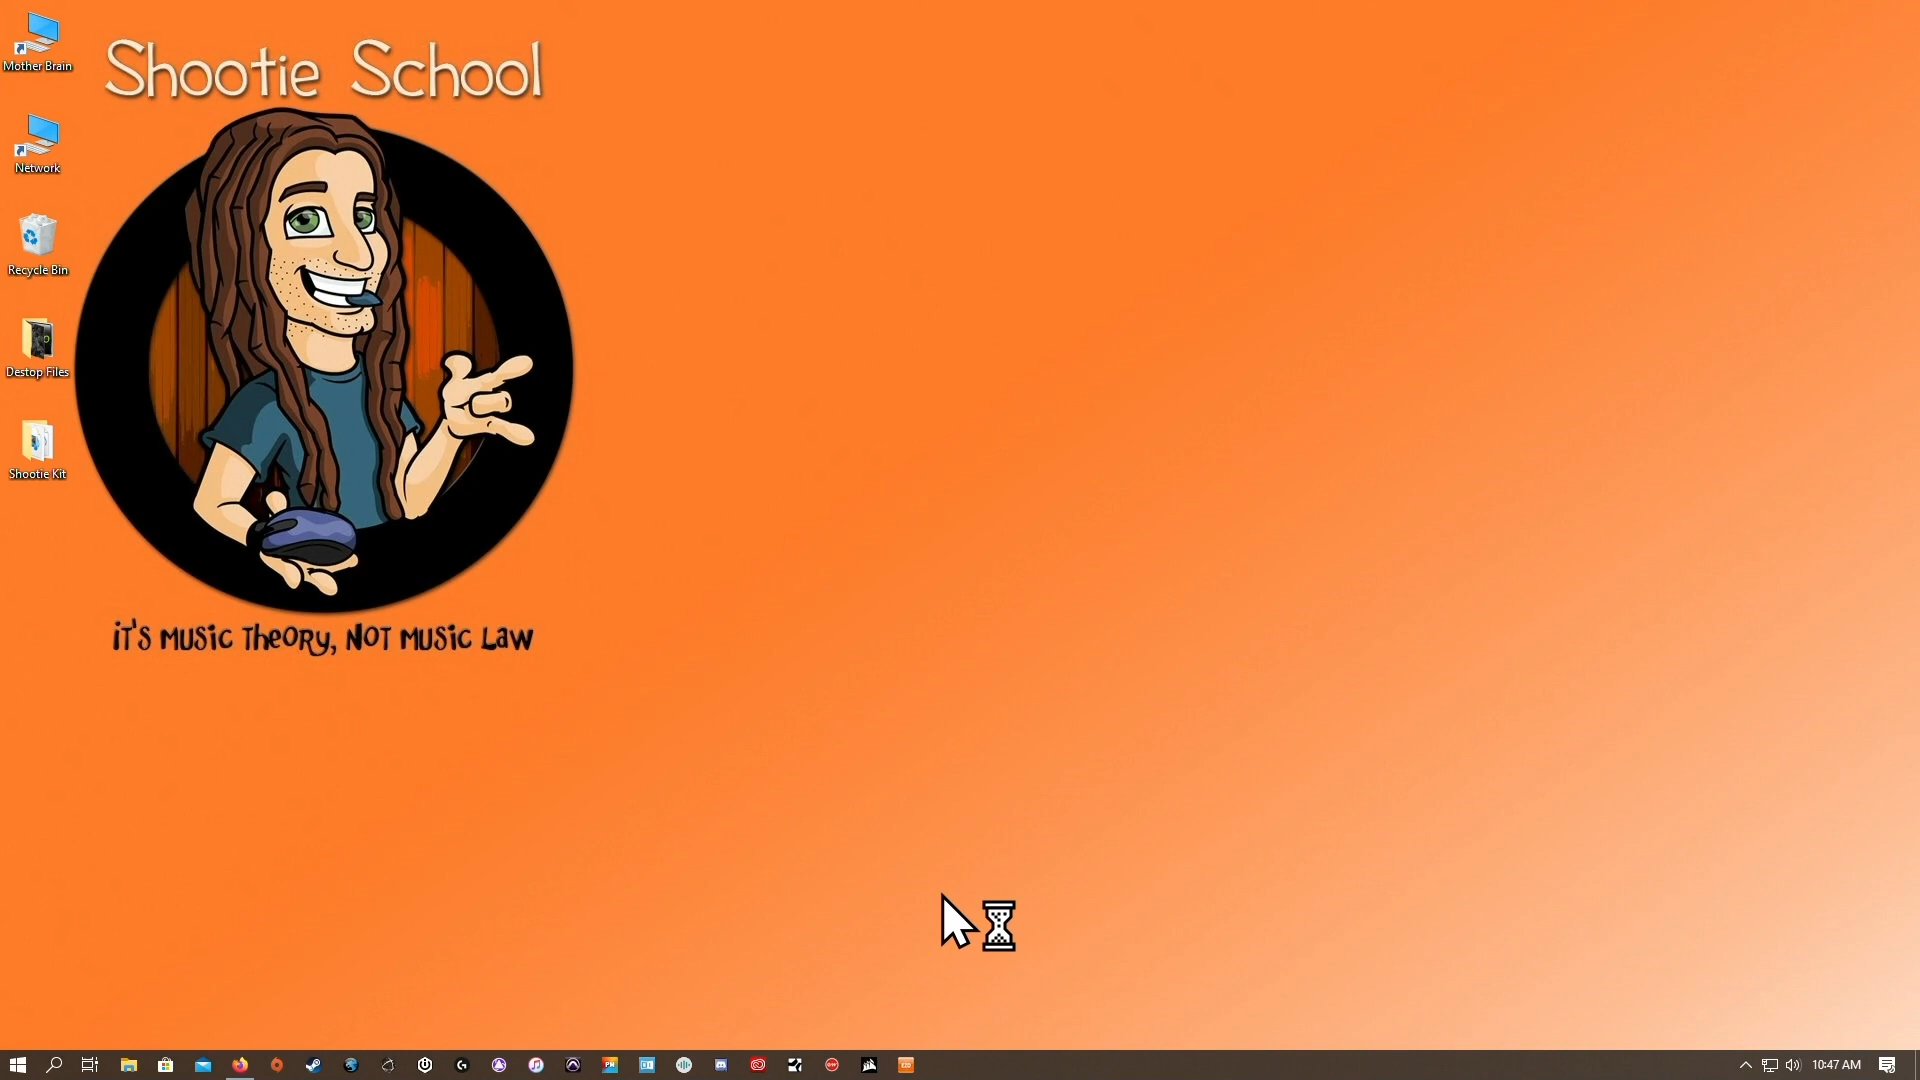 Mother Brain
Network
Recycle Bin
Destop Files
Shootie Kit
Shootie School
iT'S MUSiC TheORy, NOT MUSiC Law
10:47 AM